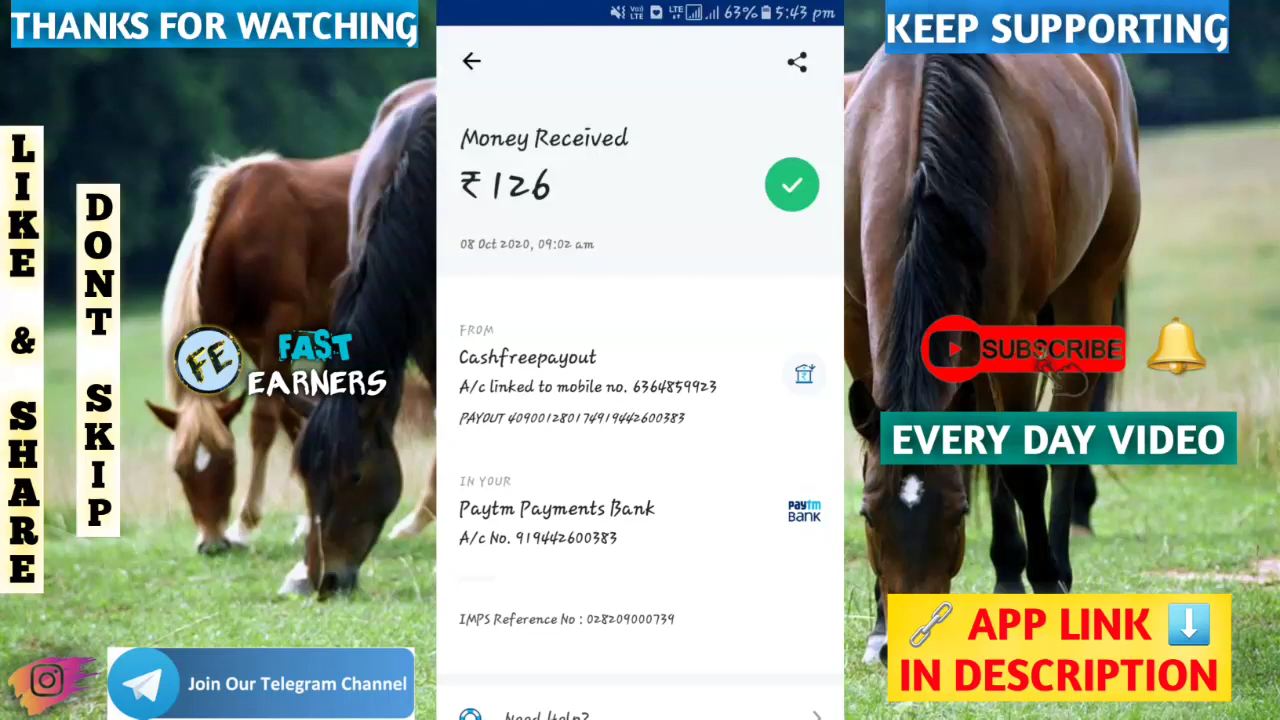 THANKS FOR WATCHING
LIKE & SHARE
DONT SKIP
FE
FAST
EARNERS
Join Our Telegram Channel
VoLTE LTE 63% 5:43 pm
Money Received
₹126
08 Oct 2020, 09:02 am
FROM
Cashfreepayout
A/c linked to mobile no. 6364859923
PAYOUT 4090012801749194426OO383
IN YOUR
Paytm Payments Bank
A/c No. 919442600383
paytm
BANK
IMPS Reference No : 028209000739
Need Help?
KEEP SUPPORTING
SUBSCRIBE
EVERY DAY VIDEO
APP LINK
IN DESCRIPTION